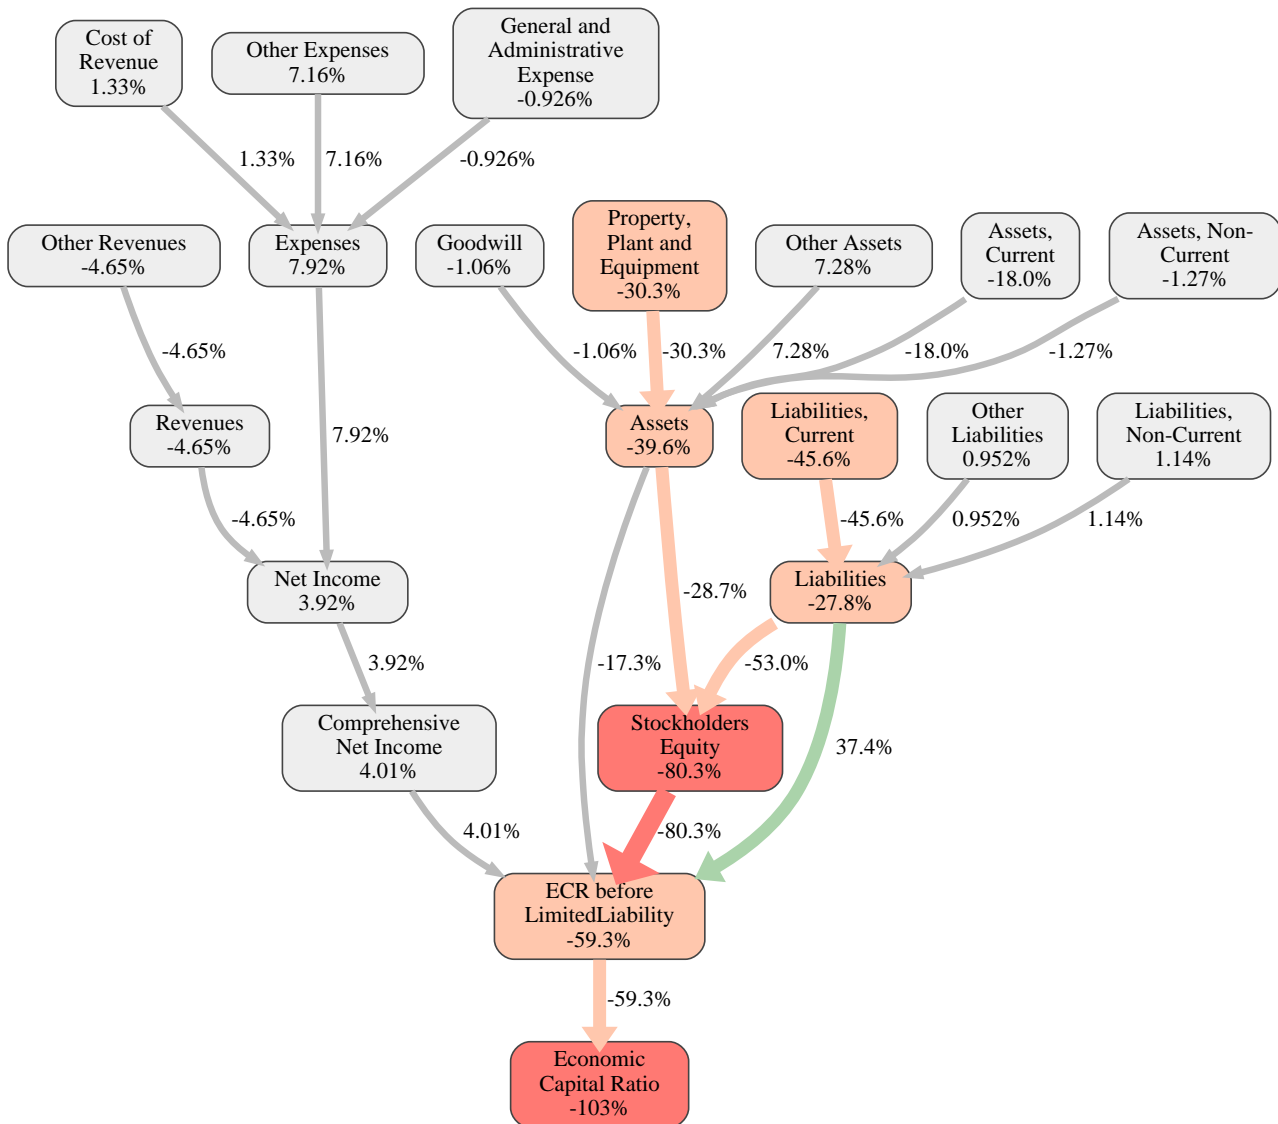 Cost of
Revenue
1.33%
Other Expenses
7.16%
General and
Administrative
Expense
-0.926%
1.33%
7.16%
-0.926%
Other Revenues
-4.65%
Expenses
7.92%
Goodwill
-1.06%
Property,
Plant and
Equipment
-30.3%
Other Assets
7.28%
Assets,
Current
-18.0%
Assets, Non-
Current
-1.27%
-4.65%
-1.06%
-30.3%
7.28%
-18.0%
-1.27%
Revenues
-4.65%
7.92%
Assets
-39.6%
Liabilities,
Current
-45.6%
Other
Liabilities
0.952%
Liabilities,
Non-Current
1.14%
-4.65%
-45.6%
0.952%
1.14%
Net Income
3.92%
-28.7%
Liabilities
-27.8%
3.92%
-17.3%
-53.0%
Comprehensive
Net Income
4.01%
Stockholders
Equity
-80.3%
37.4%
4.01%
-80.3%
ECR before
LimitedLiability
-59.3%
-59.3%
Economic
Capital Ratio
-103%